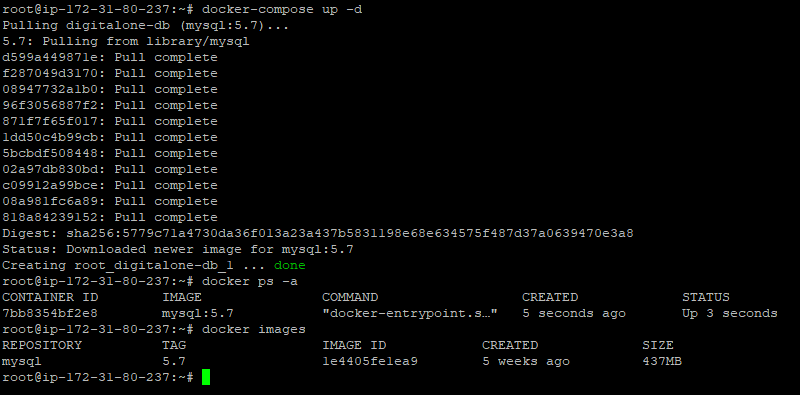 root@ip-172-31-80-237:~# docker-compose up -d
Pulling digitalone-db (mysql:5.7)...
5.7: Pulling from library/mysql
d599a449871e: Pull complete
f287049d3170: Pull complete
08947732a1b0: Pull complete
96f3056887f2: Pull complete
871f7f65f017: Pull complete
1dd50c4b99cb: Pull complete
5bcbdf508448: Pull complete
02a97db830bd: Pull complete
c09912a99bce: Pull complete
08a981fc6a89: Pull complete
818a84239152: Pull complete
Digest: sha256:5779c71a4730da36f013a23a437b5831198e68e634575f487d37a0639470e3a8
Status: Downloaded newer image for mysql:5.7
Creating root_digitalone-db_1 ... done
root@ip-172-31-80-237:~# docker ps -a
CONTAINER ID IMAGE COMMAND CREATED STATUS
7bb8354bf2e8 mysql:5.7 "docker-entrypoint.s…" 5 seconds ago Up 3 seconds
root@ip-172-31-80-237:~# docker images
REPOSITORY TAG IMAGE ID CREATED SIZE
mysql 5.7 1e4405fe1ea9 5 weeks ago 437MB
root@ip-172-31-80-237:~#